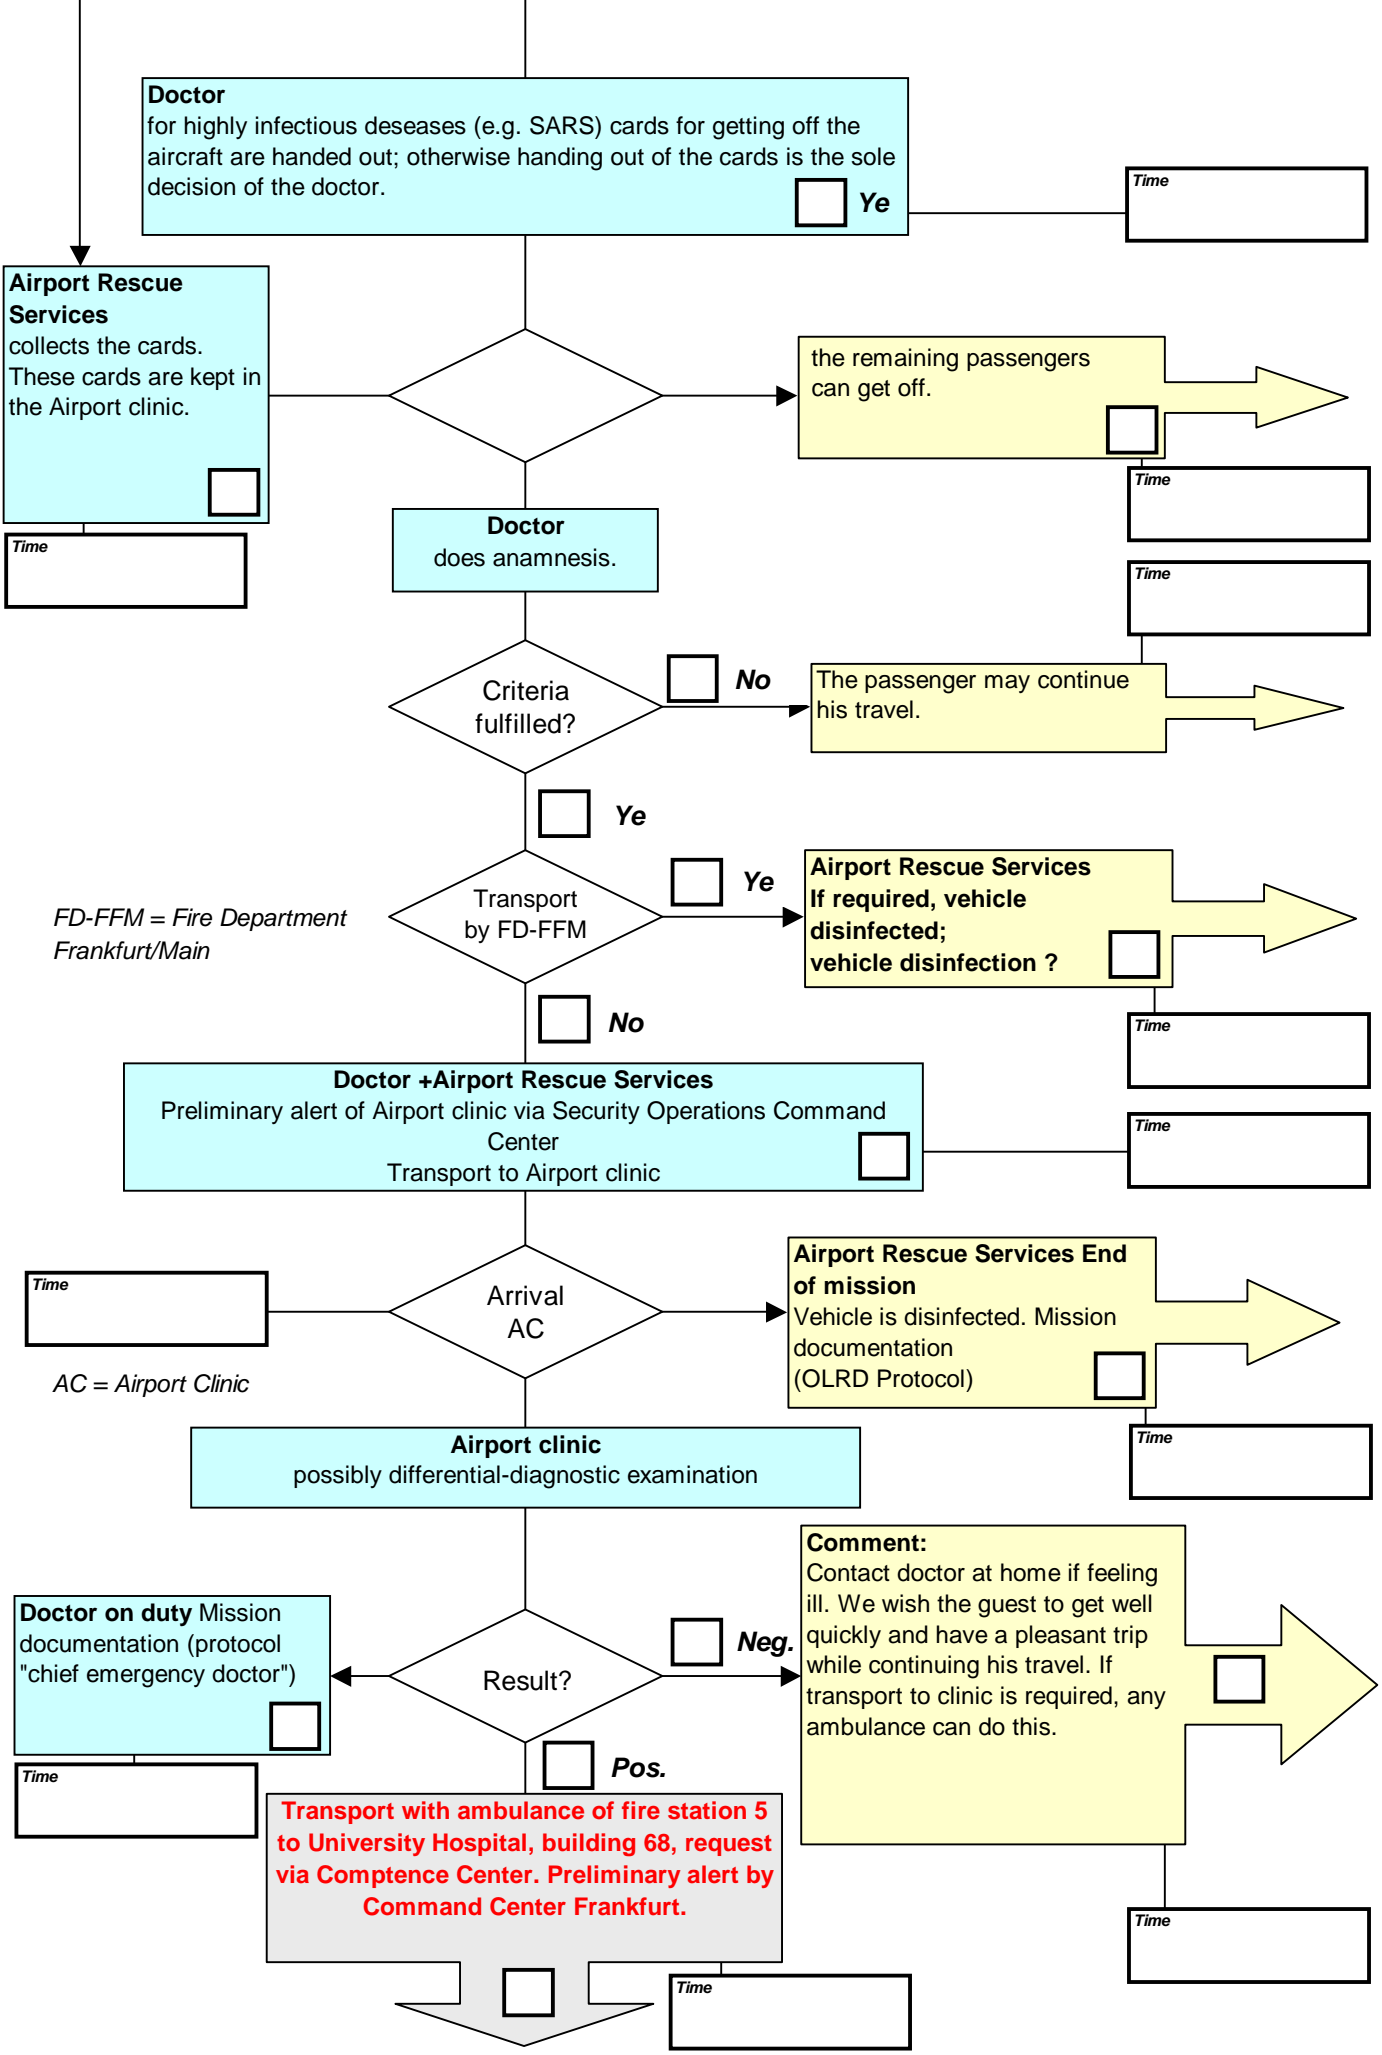 Doctor
for highly infectious deseases (e.g. SARS) cards for getting off the
aircraft are handed out; otherwise handing out of the cards is the sole
decision of the doctor.
Ye
Time
Airport Rescue
Services
collects the cards.
These cards are kept in
the Airport clinic.
Time
the remaining passengers
can get off.
Time
Doctor
does anamnesis.
Time
Criteria
fulfilled?
No
The passenger may continue
his travel.
Ye
FD-FFM = Fire Department
Frankfurt/Main
Transport
by FD-FFM
Ye
Airport Rescue Services
If required, vehicle
disinfected;
vehicle disinfection ?
Time
No
Doctor +Airport Rescue Services
Preliminary alert of Airport clinic via Security Operations Command
Center
Transport to Airport clinic
Time
Time
AC = Airport Clinic
Arrival
AC
Airport Rescue Services End
of mission
Vehicle is disinfected. Mission
documentation
(OLRD Protocol)
Time
Airport clinic
possibly differential-diagnostic examination
Doctor on duty Mission
documentation (protocol
"chief emergency doctor")
Time
Result?
Neg.
Comment:
Contact doctor at home if feeling
ill. We wish the guest to get well
quickly and have a pleasant trip
while continuing his travel. If
transport to clinic is required, any
ambulance can do this.
Time
Pos.
Transport with ambulance of fire station 5
to University Hospital, building 68, request
via Comptence Center. Preliminary alert by
Command Center Frankfurt.
Time